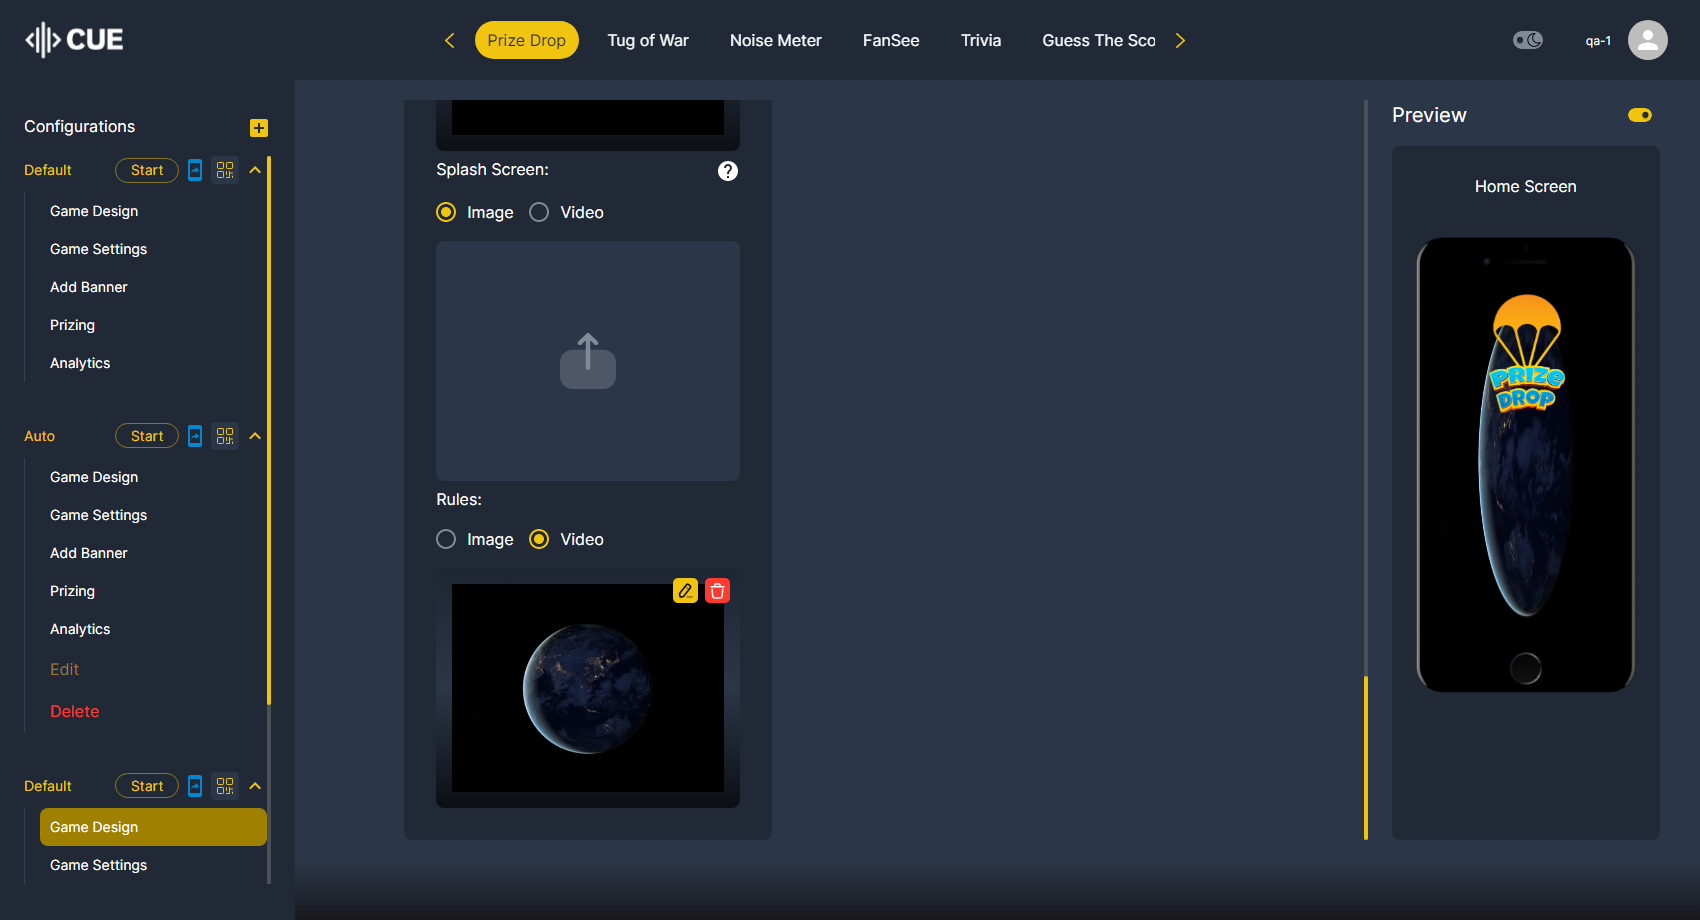 CUE
Prize Drop
Tug of War
Noise Meter
FanSee
Trivia
Guess The Sco
qa-1
Configurations
Default
Start
Game Design
Game Settings
Add Banner
Prizing
Analytics
Auto
Start
Game Design
Game Settings
Add Banner
Prizing
Analytics
Edit
Delete
Default
Start
Game Design
Game Settings
Splash Screen:
?
Image
Video
Rules:
Image
Video
Preview
Home Screen
PRIZE
DROP